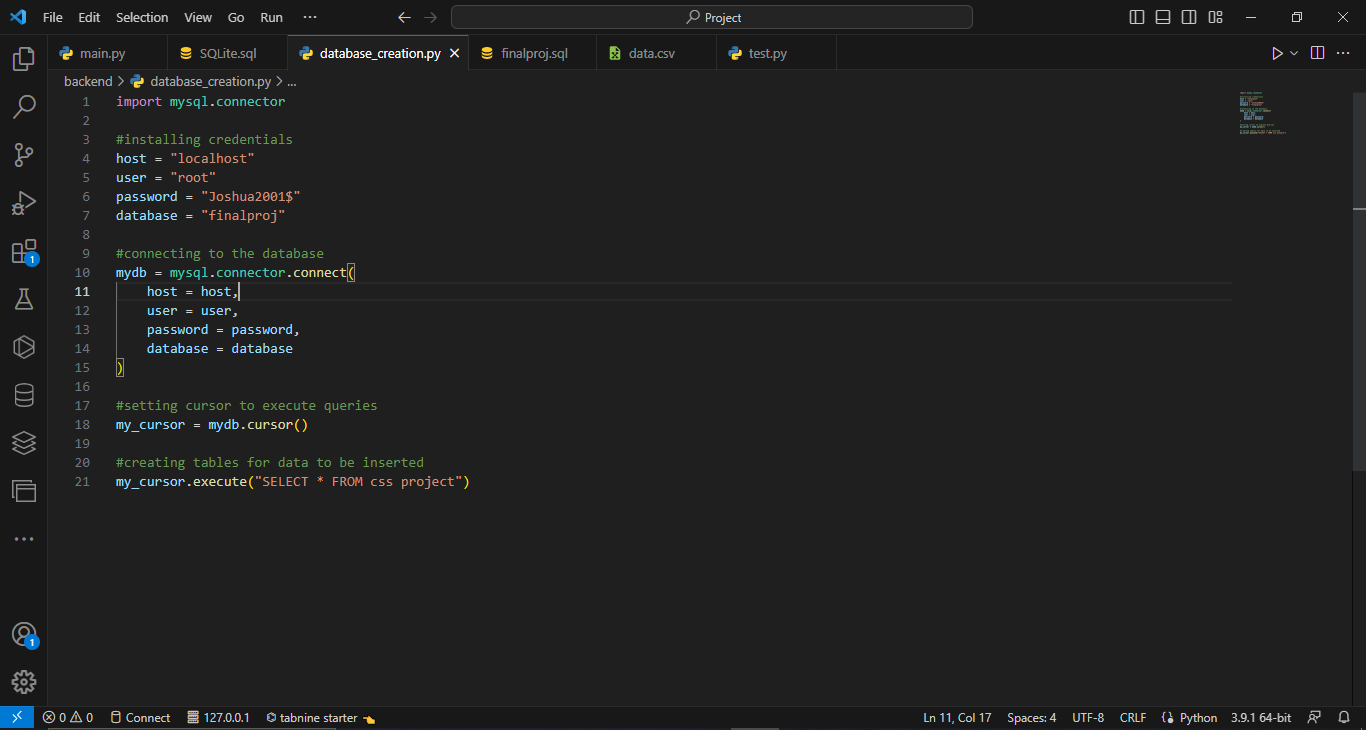 File Edit Selection View Go Run ··· Project
main.py SQLite.sql database_creation.py finalproj.sql data.csv test.py
backend > database_creation.py > ...
1 import mysql.connector
2
3 #installing credentials
4 host = "localhost"
5 user = "root"
6 password = "Joshua2001$"
7 database = "finalproj"
8
9 #connecting to the database
10 mydb = mysql.connector.connect(
11 host = host,
12 user = user,
13 password = password,
14 database = database
15 )
16
17 #setting cursor to execute queries
18 my_cursor = mydb.cursor()
19
20 #creating tables for data to be inserted
21 my_cursor.execute("SELECT * FROM css project")
1
1
0 0 Connect 127.0.0.1 tabnine starter Ln 11, Col 17 Spaces: 4 UTF-8 CRLF Python 3.9.1 64-bit